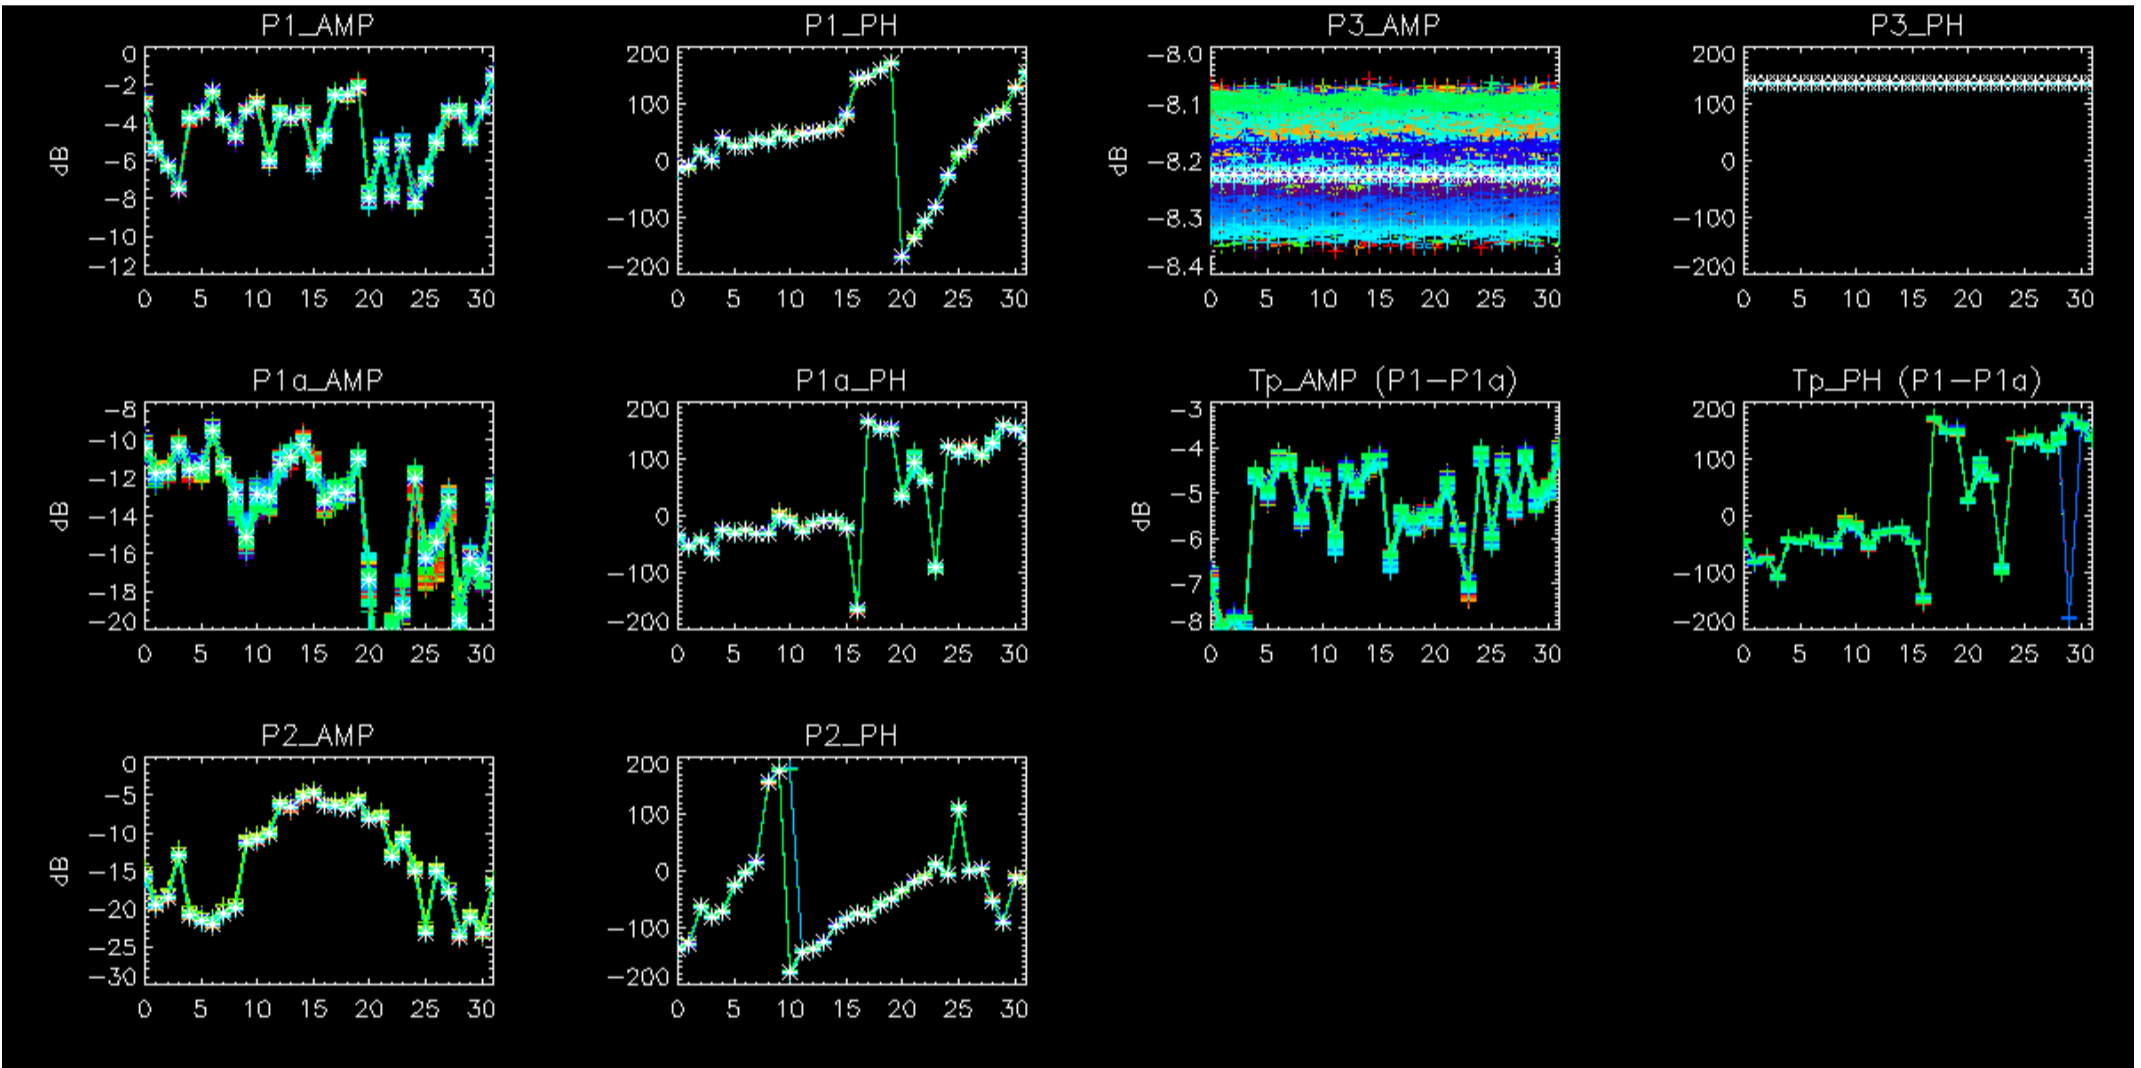 P1_AMP
0
-2
-4
-6
-8
-10
-12
dB
0 5 10 15 20 25 30
P1_PH
200
100
0
-100
-200
0 5 10 15 20 25 30
P3_AMP
-8.0
-8.1
-8.2
-8.3
-8.4
dB
0 5 10 15 20 25 30
P3_PH
200
100
0
-100
-200
0 5 10 15 20 25 30
P1a_AMP
-8
-10
-12
-14
-16
-18
-20
dB
0 5 10 15 20 25 30
P1a_PH
200
100
0
-100
-200
0 5 10 15 20 25 30
Tp_AMP (P1-P1a)
-3
-4
-5
-6
-7
-8
dB
0 5 10 15 20 25 30
Tp_PH (P1-P1a)
200
100
0
-100
-200
0 5 10 15 20 25 30
P2_AMP
0
-5
-10
-15
-20
-25
-30
dB
0 5 10 15 20 25 30
P2_PH
200
100
0
-100
-200
0 5 10 15 20 25 30